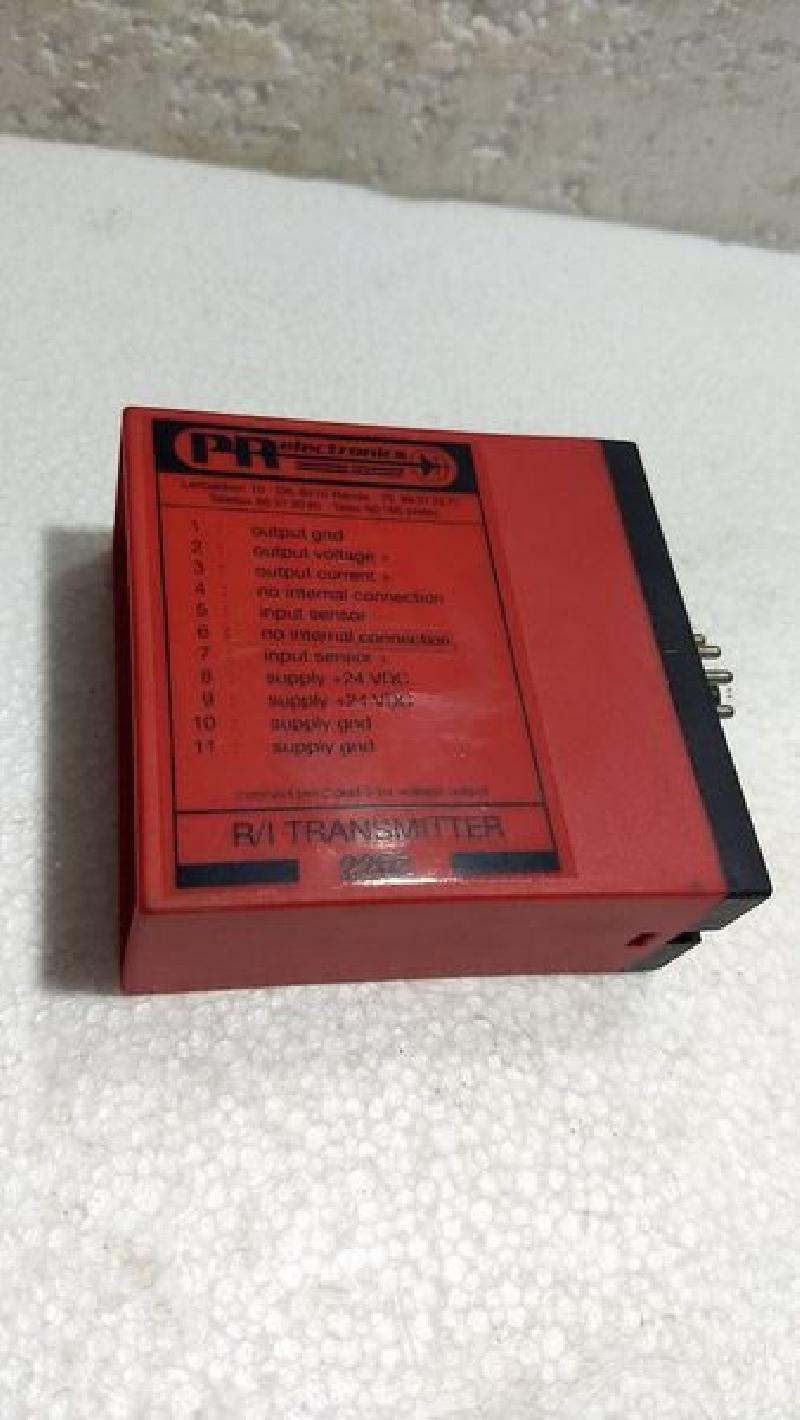 PR electronics
1 : output gnd
2 : output voltage +
3 : output current +
4 : no internal connection
5 : input sensor -
6 : no internal connection
7 : input sensor +
8 : supply +24 VDC
9 : supply +24 VDC
10 : supply gnd
11 : supply gnd
R/I TRANSMITTER